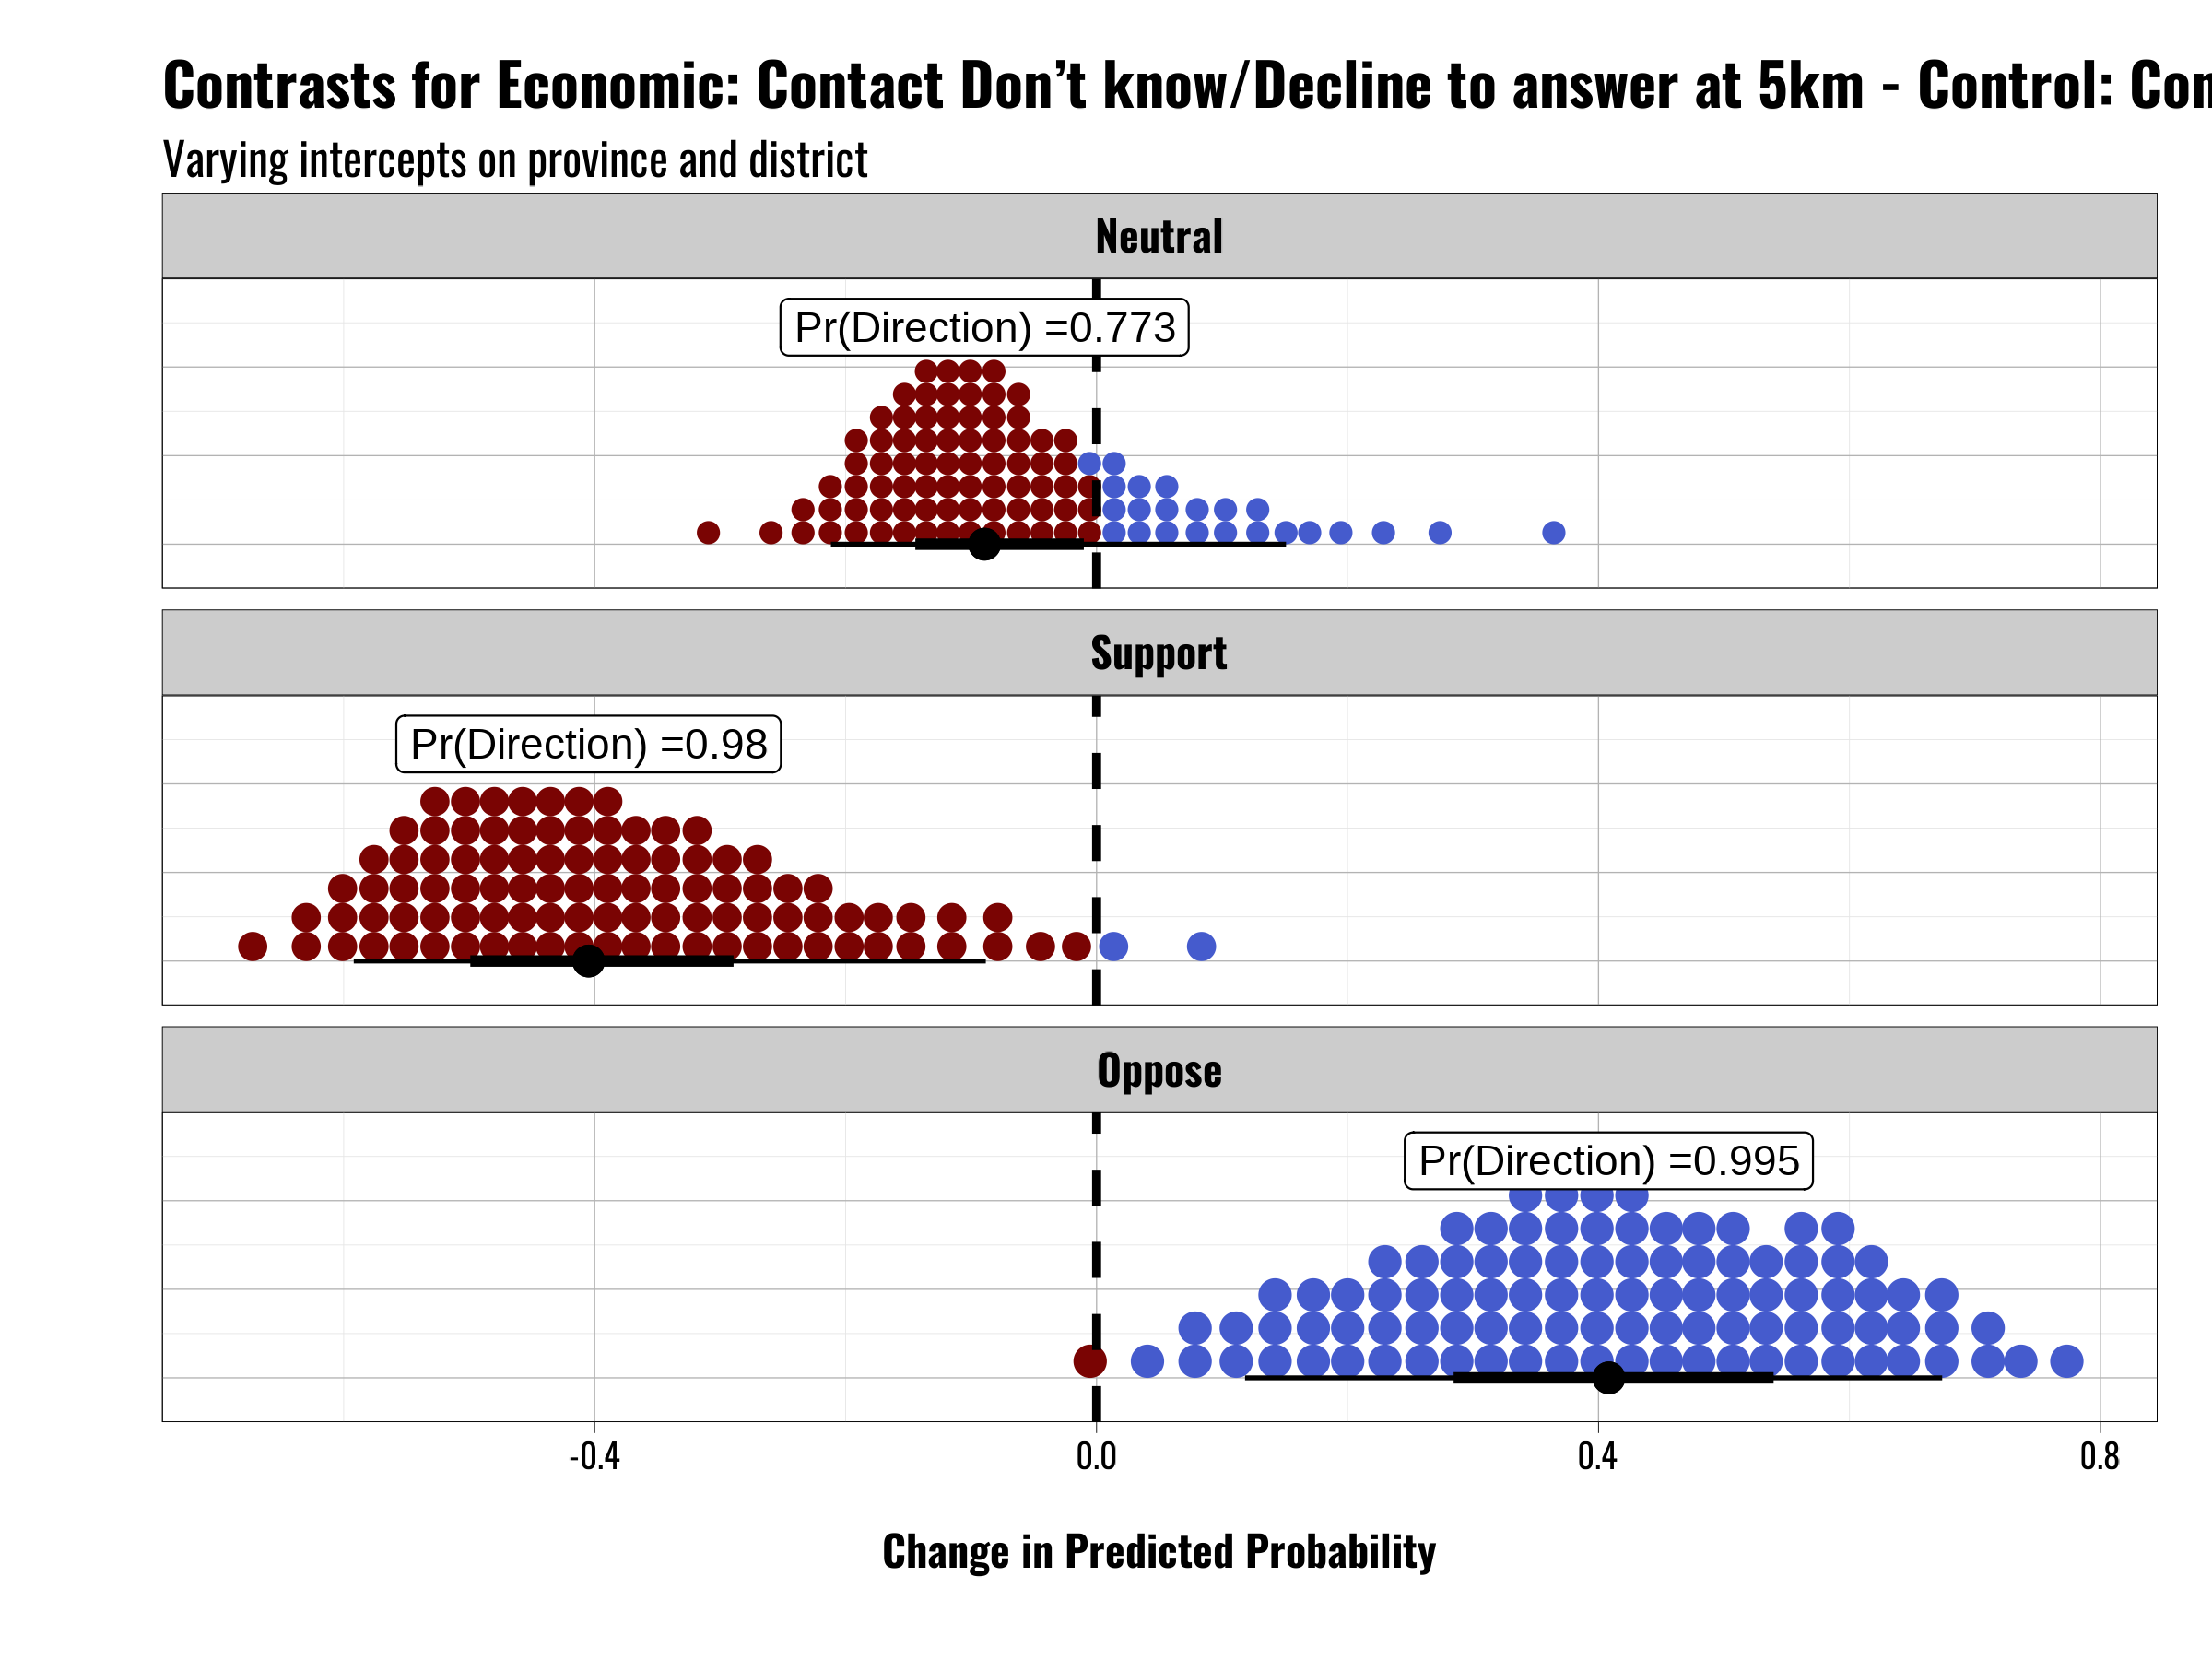 Contrasts for Economic: Contact Don’t know/Decline to answer at 5km - Control: Con
Varying intercepts on province and district
Neutral
Pr(Direction) =0.773
Support
Pr(Direction) =0.98
Oppose
Pr(Direction) =0.995
-0.4 0.0 0.4 0.8
Change in Predicted Probability